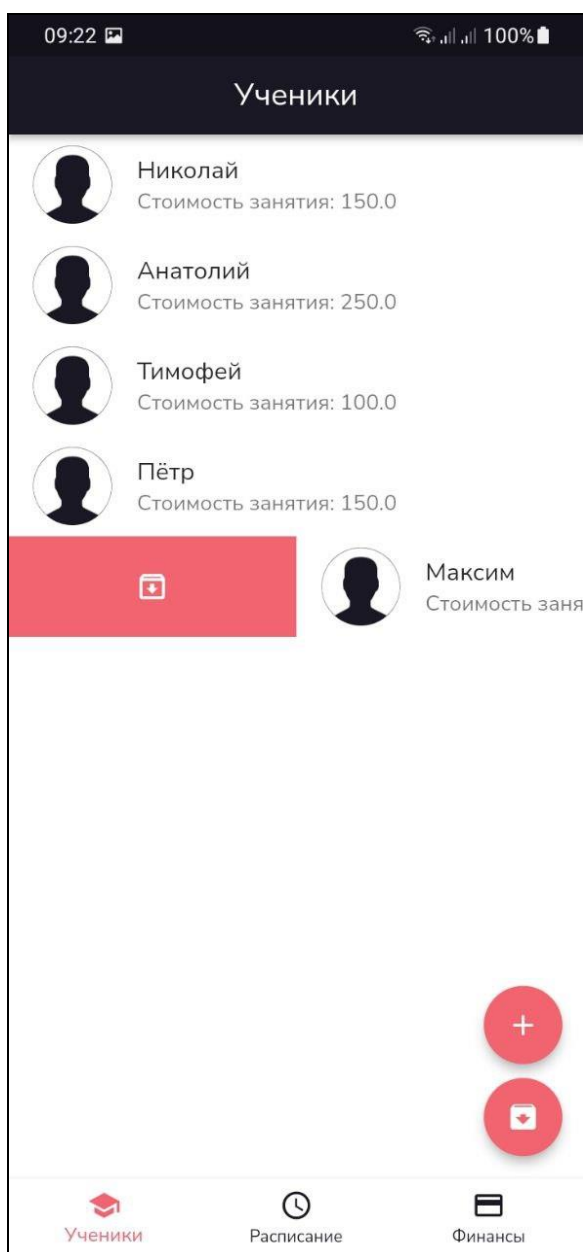 09:22 100%
Ученики
Николай
Стоимость занятия: 150.0
Анатолий
Стоимость занятия: 250.0
Тимофей
Стоимость занятия: 100.0
Пётр
Стоимость занятия: 150.0
Максим
Стоимость заня
Ученики Расписание Финансы